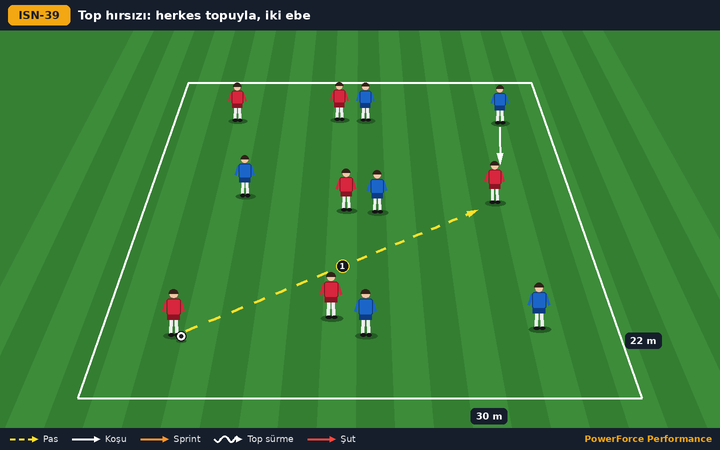 ISN-39 Top hırsızı: herkes topuyla, iki ebe
1
22 m
30 m
Pas Koşu Sprint Top sürme Şut PowerForce Performance